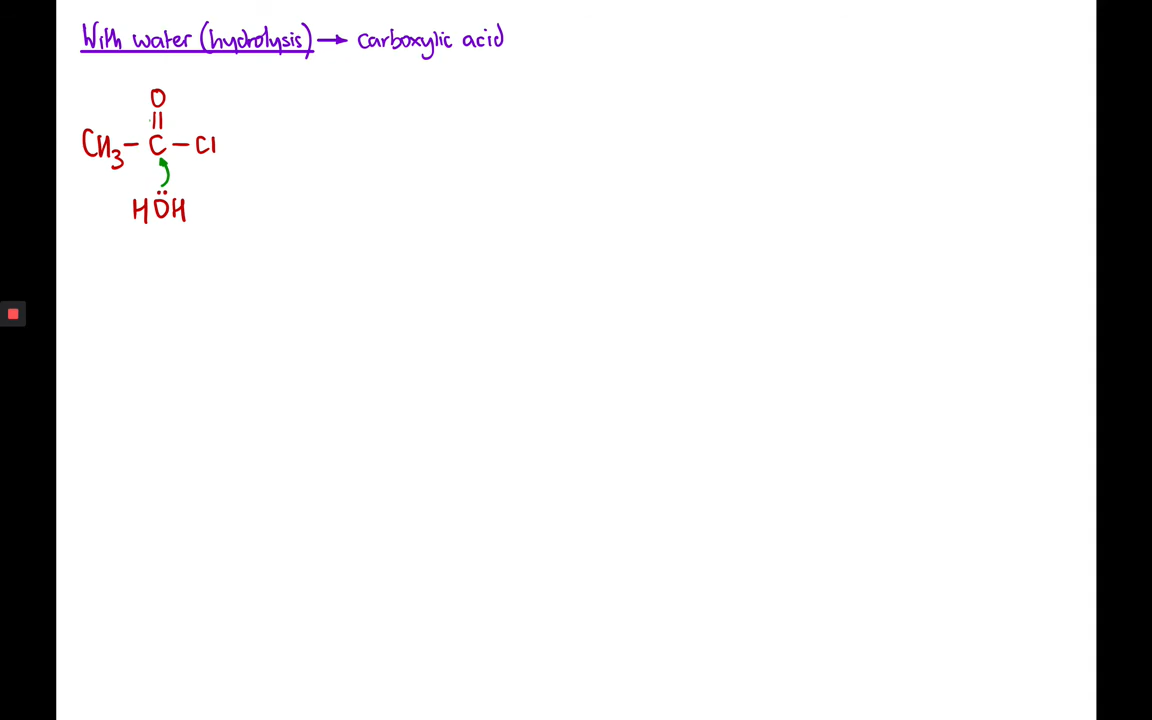 With water (hydrolysis) → carboxylic acid
O
||
CH₃ – C – Cl
HÖH